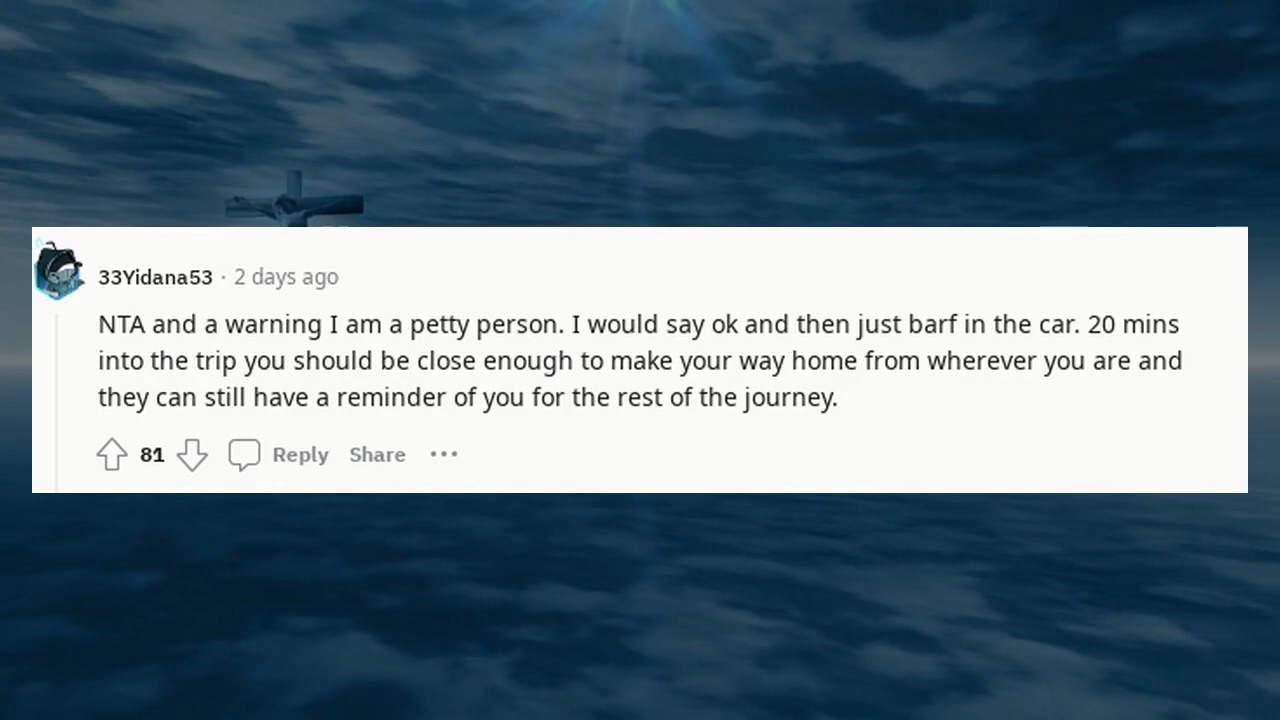 33Yidana53 · 2 days ago
NTA and a warning I am a petty person. I would say ok and then just barf in the car. 20 mins
into the trip you should be close enough to make your way home from wherever you are and
they can still have a reminder of you for the rest of the journey.
81 Reply Share •••